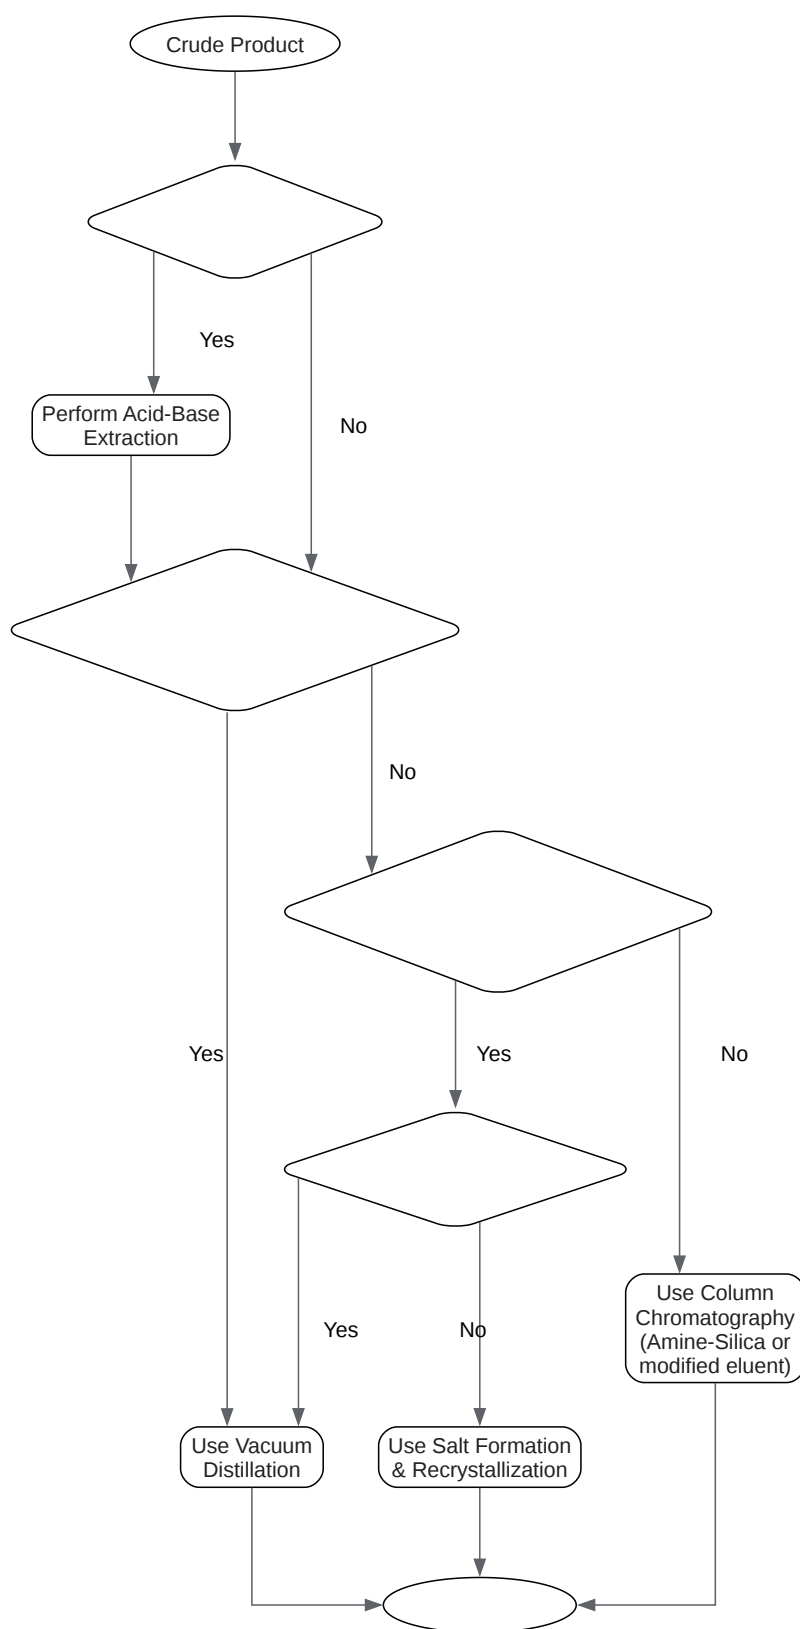 Crude Product
Yes
Perform Acid-Base
Extraction
No
No
Yes
Yes
No
Use Column
Chromatography
(Amine-Silica or
modified eluent)
Yes
No
Use Vacuum
Distillation
Use Salt Formation
& Recrystallization